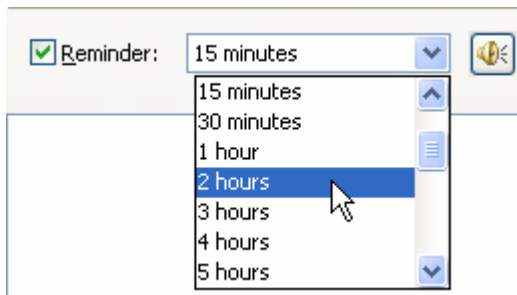 Reminder: 15 minutes
15 minutes
30 minutes
1 hour
2 hours
3 hours
4 hours
5 hours